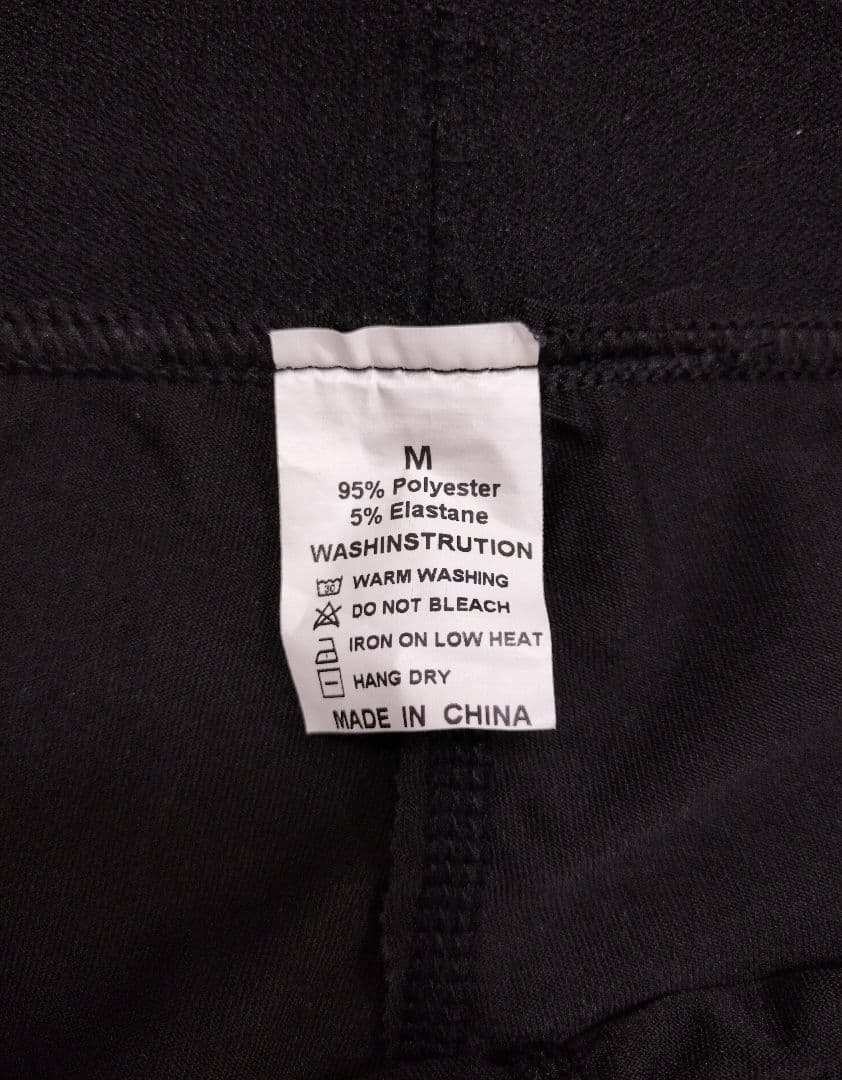 M
95% Polyester
5% Elastane
WASHINSTRUTION
30 WARM WASHING
DO NOT BLEACH
IRON ON LOW HEAT
HANG DRY
MADE IN CHINA